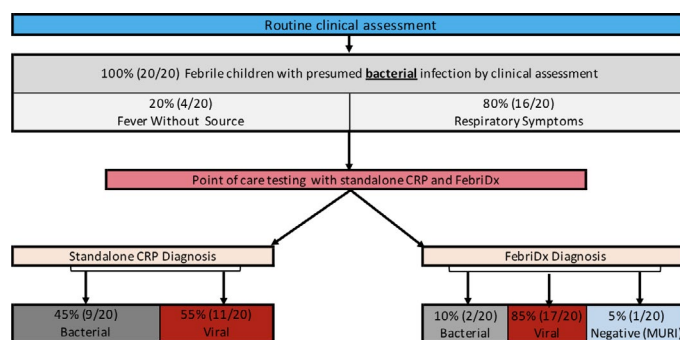 Routine clinical assessment
100% (20/20) Febrile children with presumed bacterial infection by clinical assessment
20% (4/20)
Fever Without Source
80% (16/20)
Respiratory Symptoms
Point of care testing with standalone CRP and FebriDx
Standalone CRP Diagnosis
FebriDx Diagnosis
45% (9/20)
Bacterial
55% (11/20)
Viral
10% (2/20)
Bacterial
85% (17/20)
Viral
5% (1/20)
Negative (MURI)